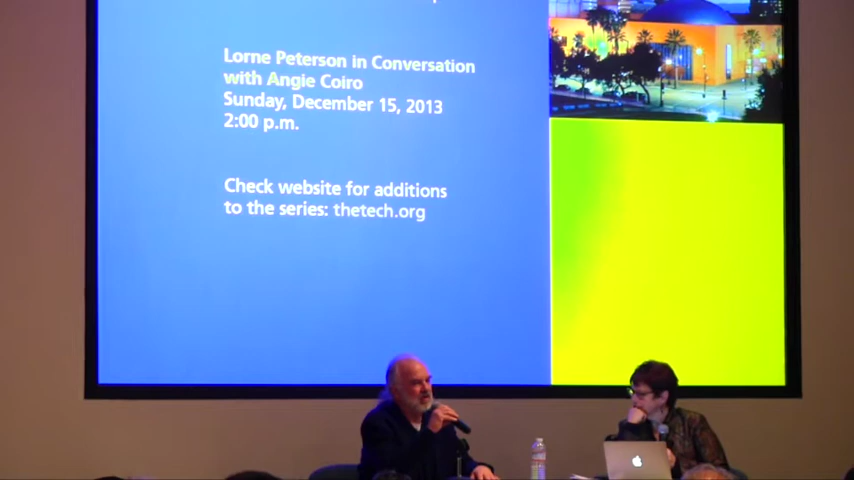 Lorne Peterson in Conversation
with Angie Coiro
Sunday, December 15, 2013
2:00 p.m.
Check website for additions
to the series: thetech.org